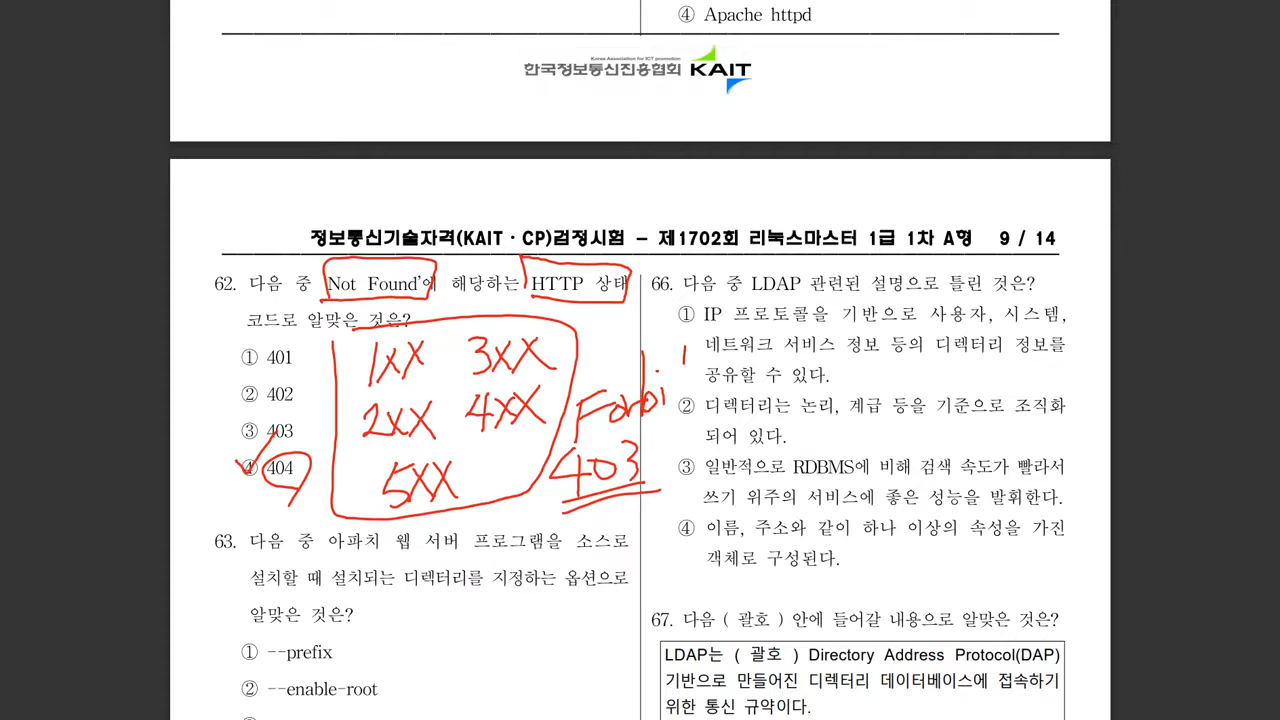 ④ Apache httpd
Korea Association for ICT promotion
한국정보통신진흥협회 KAIT
정보통신기술자격(KAIT · CP)검정시험 - 제1702회 리눅스마스터 1급 1차 A형 9 / 14
62. 다음 중 Not Found'에 해당하는 HTTP 상태
코드로 알맞은 것은?
① 401
② 402
③ 403
④ 404
1XX 3XX
2XX 4XX
5XX
Forbi
403
63. 다음 중 아파치 웹 서버 프로그램을 소스로
설치할 때 설치되는 디렉터리를 지정하는 옵션으로
알맞은 것은?
① --prefix
② --enable-root
66. 다음 중 LDAP 관련된 설명으로 틀린 것은?
① IP 프로토콜을 기반으로 사용자, 시스템,
네트워크 서비스 정보 등의 디렉터리 정보를
공유할 수 있다.
② 디렉터리는 논리, 계급 등을 기준으로 조직화
되어 있다.
③ 일반적으로 RDBMS에 비해 검색 속도가 빨라서
쓰기 위주의 서비스에 좋은 성능을 발휘한다.
④ 이름, 주소와 같이 하나 이상의 속성을 가진
객체로 구성된다.
67. 다음 ( 괄호 ) 안에 들어갈 내용으로 알맞은 것은?
LDAP는 ( 괄호 ) Directory Address Protocol(DAP)
기반으로 만들어진 디렉터리 데이터베이스에 접속하기
위한 통신 규약이다.